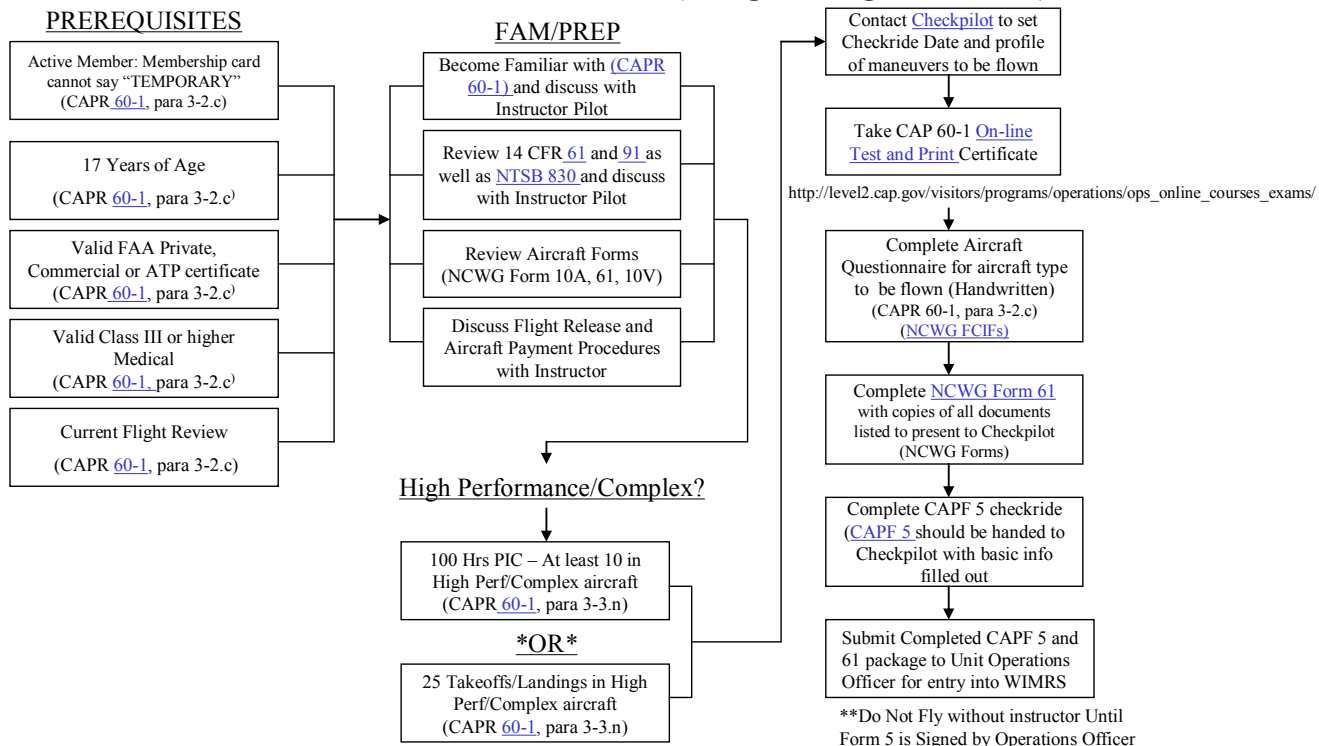 PREREQUISITES
Active Member: Membership card
cannot say “TEMPORARY”
(CAPR 60-1, para 3-2.c)
17 Years of Age
(CAPR 60-1, para 3-2.c)
Valid FAA Private,
Commercial or ATP certificate
(CAPR 60-1, para 3-2.c)
Valid Class III or higher
Medical
(CAPR 60-1, para 3-2.c)
Current Flight Review
(CAPR 60-1, para 3-2.c)
FAM/PREP
Become Familiar with (CAPR
60-1) and discuss with
Instructor Pilot
Review 14 CFR 61 and 91 as
well as NTSB 830 and discuss
with Instructor Pilot
Review Aircraft Forms
(NCWG Form 10A, 61, 10V)
Discuss Flight Release and
Aircraft Payment Procedures
with Instructor
High Performance/Complex?
100 Hrs PIC – At least 10 in
High Perf/Complex aircraft
(CAPR 60-1, para 3-3.n)
*OR*
25 Takeoffs/Landings in High
Perf/Complex aircraft
(CAPR 60-1, para 3-3.n)
Contact Checkpilot to set
Checkride Date and profile
of maneuvers to be flown
Take CAP 60-1 On-line
Test and Print Certificate
http://level2.cap.gov/visitors/programs/operations/ops_online_courses_exams/
Complete Aircraft
Questionnaire for aircraft type
to be flown (Handwritten)
(CAPR 60-1, para 3-2.c)
(NCWG FCIFs)
Complete NCWG Form 61
with copies of all documents
listed to present to Checkpilot
(NCWG Forms)
Complete CAPF 5 checkride
(CAPF 5 should be handed to
Checkpilot with basic info
filled out
Submit Completed CAPF 5 and
61 package to Unit Operations
Officer for entry into WIMRS
**Do Not Fly without instructor Until
Form 5 is Signed by Operations Officer